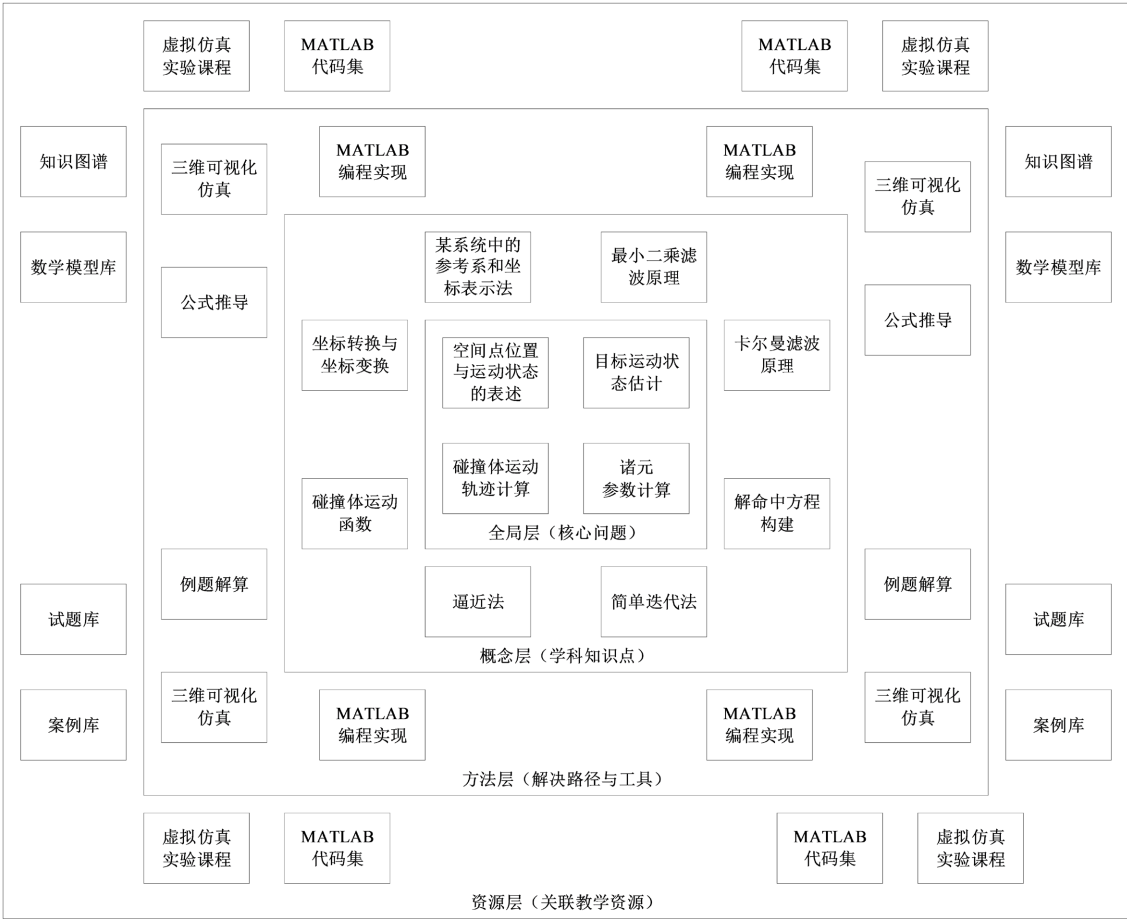 虚拟仿真
实验课程
MATLAB
代码集
MATLAB
代码集
虚拟仿真
实验课程
知识图谱
三维可视化
仿真
MATLAB
编程实现
MATLAB
编程实现
三维可视化
仿真
知识图谱
数学模型库
公式推导
某系统中的
参考系和坐
标表示法
最小二乘滤
波原理
公式推导
数学模型库
坐标转换与
坐标变换
空间点位置
与运动状态
的表述
目标运动状
态估计
卡尔曼滤波
原理
碰撞体运动
函数
碰撞体运动
轨迹计算
诸元
参数计算
解命中方程
构建
全局层（核心问题）
试题库
例题解算
逼近法
简单迭代法
例题解算
试题库
概念层（学科知识点）
案例库
三维可视化
仿真
MATLAB
编程实现
MATLAB
编程实现
三维可视化
仿真
案例库
方法层（解决路径与工具）
虚拟仿真
实验课程
MATLAB
代码集
MATLAB
代码集
虚拟仿真
实验课程
资源层（关联教学资源）